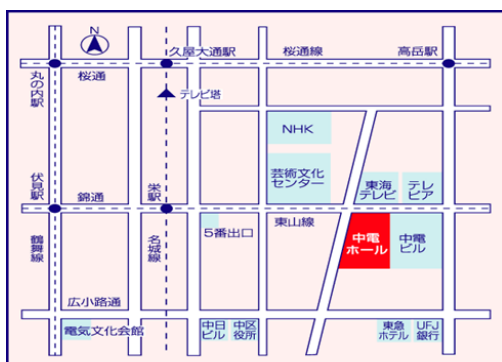 N
久屋大通駅
桜通線
高岳駅
丸の内駅
桜通
テレビ塔
NHK
芸術文化
センター
東海
テレビ
テレ
ピア
伏見駅
錦通
栄駅
5番出口
東山線
中電
ホール
中電
ビル
鶴舞線
名城線
広小路通
電気文化会館
中日
ビル
中区
役所
東急
ホテル
UFJ
銀行